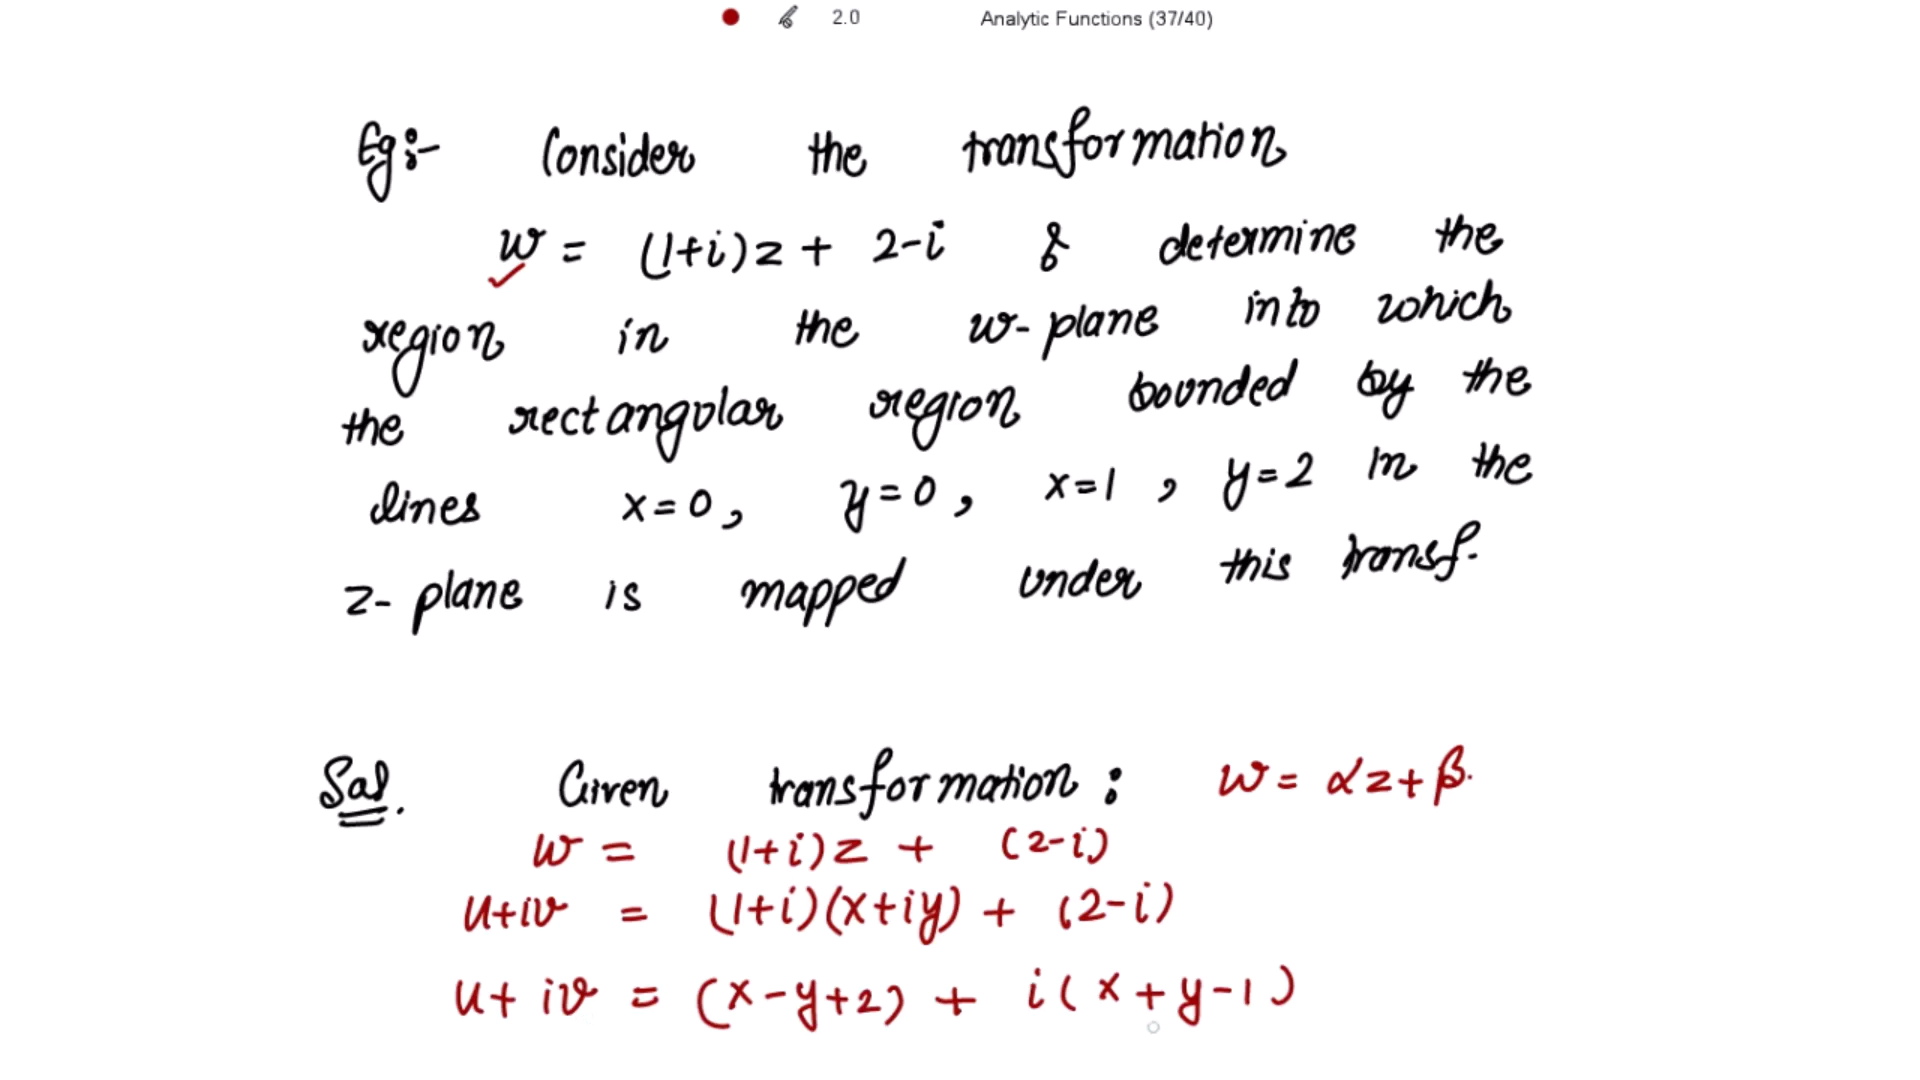 2.0 Analytic Functions (37/40)
Eg:- Consider the transformation
w = (1+i)z + 2-i & determine the
region in the w-plane into which
the rectangular region bounded by the
lines x=0, y=0, x=1, y=2 in the
z-plane is mapped under this transf.
Sol. Given transformation: w = αz+β.
w = (1+i)z + (2-i)
u+iv = (1+i)(x+iy) + (2-i)
u+iv = (x-y+2) + i(x+y-1)